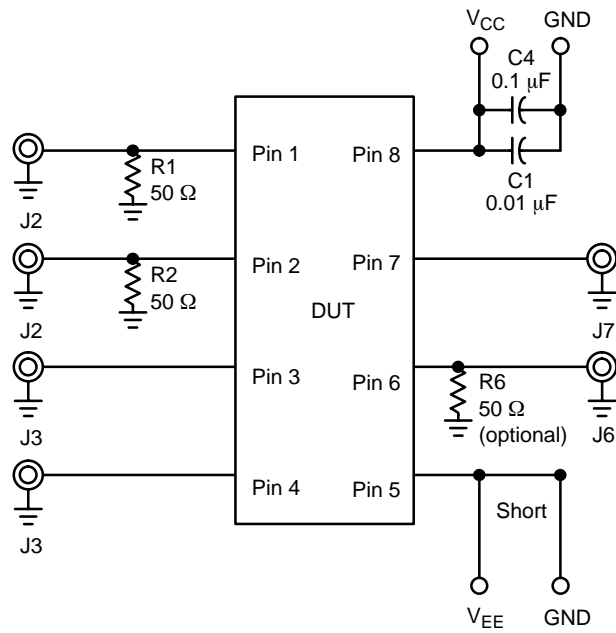 V_CC GND
C4
0.1 μF
C1
0.01 μF
Pin 1 Pin 8
R1
50 Ω
J2
Pin 2 Pin 7
R2
50 Ω
DUT
J2
J7
Pin 3 Pin 6
R6
50 Ω
(optional)
J3
J6
Pin 4 Pin 5
Short
J3
V_EE GND